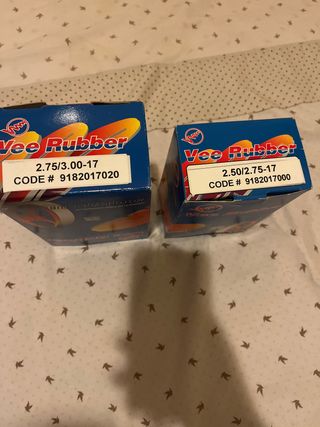 Vee Rubber
2.75/3.00-17
CODE # 9182017020
Vee Rubber
2.50/2.75-17
CODE # 9182017000